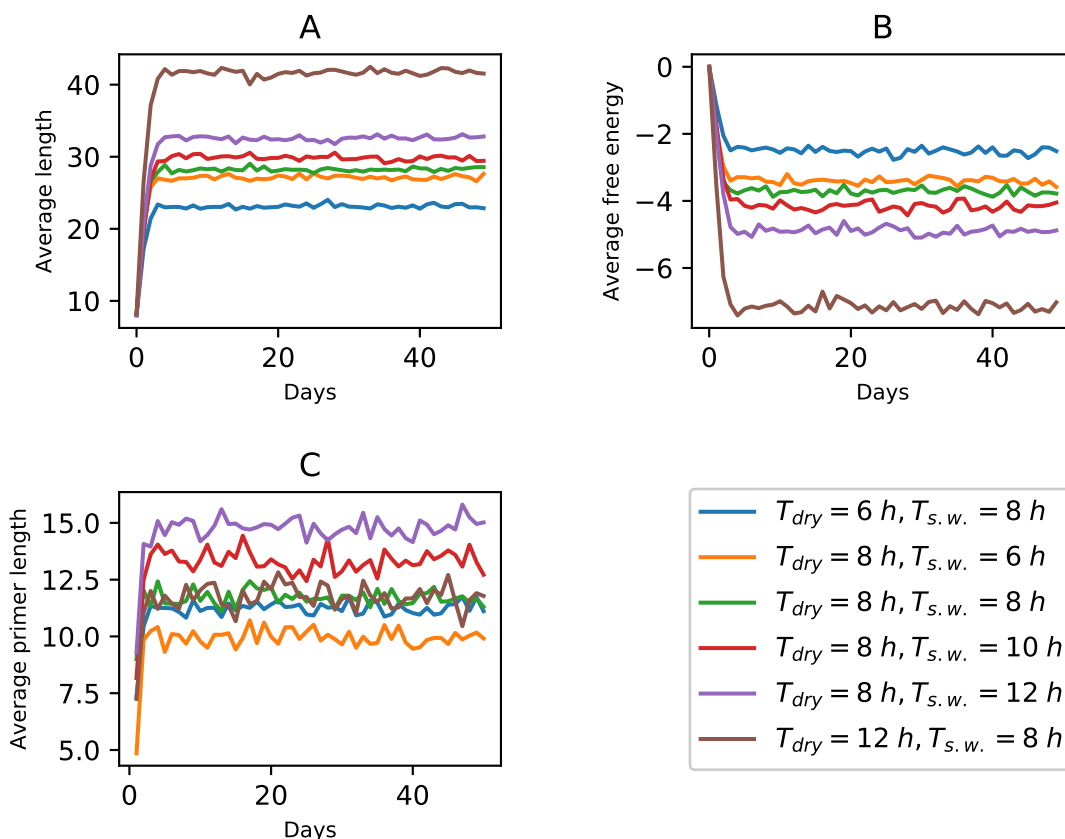 A
Average length
40
30
20
10
0
20
40
Days
B
Average free energy
0
−2
−4
−6
0
20
40
Days
C
Average primer length
15.0
12.5
10.0
7.5
5.0
0
20
40
Days
T_dry = 6 h, T_s.w. = 8 h
T_dry = 8 h, T_s.w. = 6 h
T_dry = 8 h, T_s.w. = 8 h
T_dry = 8 h, T_s.w. = 10 h
T_dry = 8 h, T_s.w. = 12 h
T_dry = 12 h, T_s.w. = 8 h